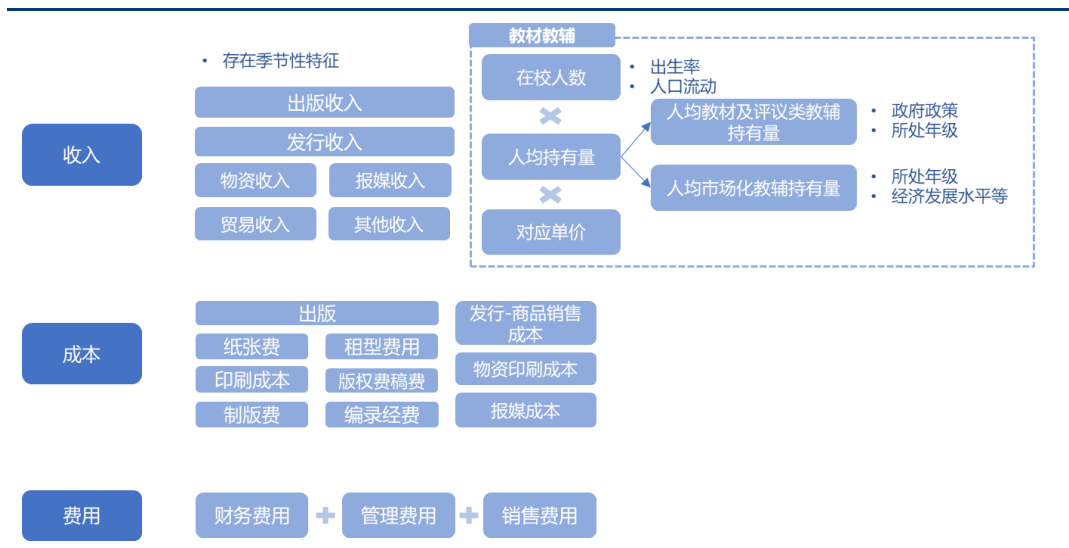 教材教辅
• 存在季节性特征
在校人数
• 出生率
• 人口流动
出版收入
发行收入
收入
物资收入
报媒收入
贸易收入
其他收入
人均持有量
人均教材及评议类教辅
持有量
• 政府政策
• 所处年级
人均市场化教辅持有量
• 所处年级
• 经济发展水平等
对应单价
成本
出版
纸张费
租型费用
印刷成本
版权费稿费
制版费
编录经费
发行-商品销售
成本
物资印刷成本
报媒成本
费用
财务费用
管理费用
销售费用